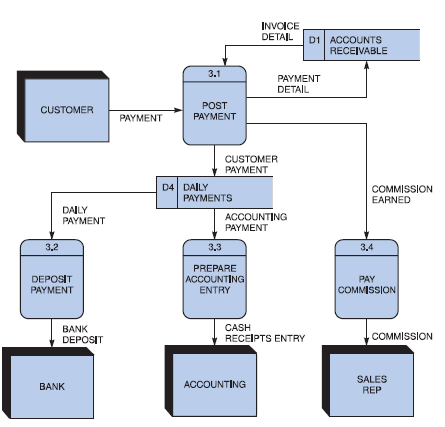 INVOICE
DETAIL
D1
ACCOUNTS
RECEIVABLE
3.1
CUSTOMER
PAYMENT
POST
PAYMENT
PAYMENT
DETAIL
CUSTOMER
PAYMENT
D4
DAILY
PAYMENTS
COMMISSION
EARNED
DAILY
PAYMENT
ACCOUNTING
PAYMENT
3.2
DEPOSIT
PAYMENT
3.3
PREPARE
ACCOUNTING
ENTRY
3.4
PAY
COMMISSION
BANK
DEPOSIT
CASH
RECEIPTS ENTRY
COMMISSION
BANK
ACCOUNTING
SALES
REP